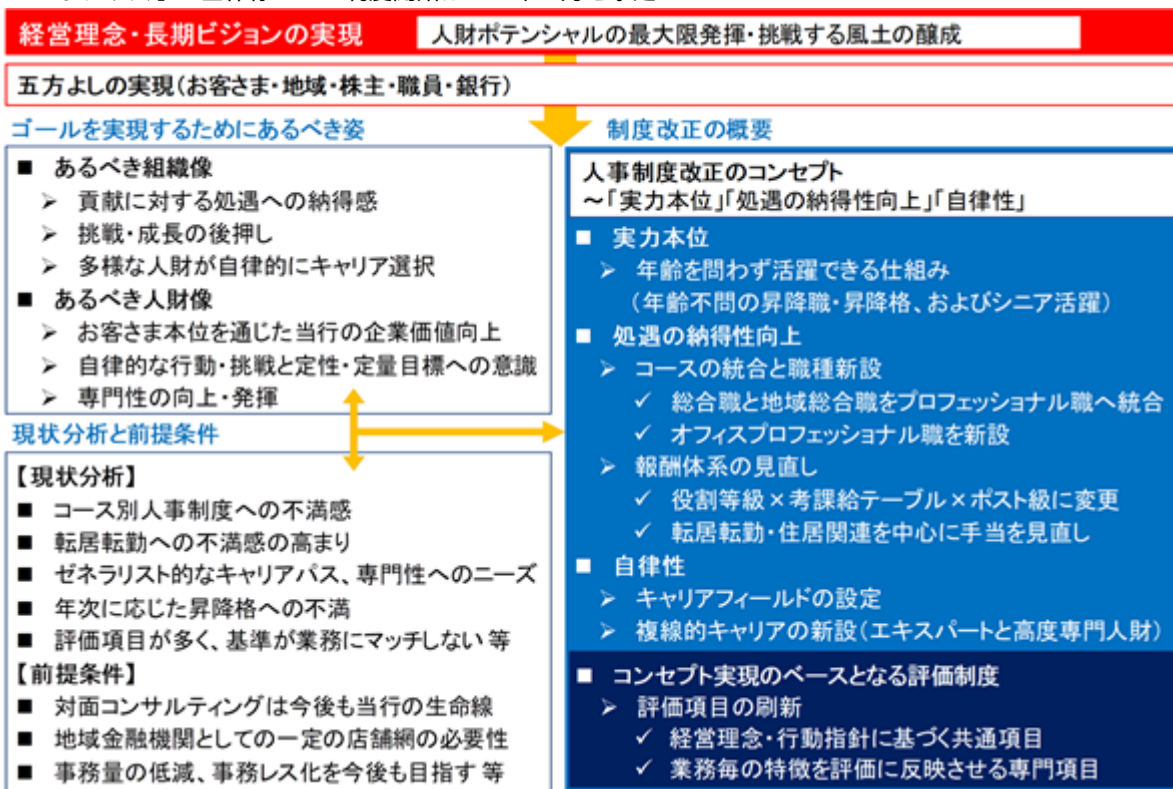 経営理念・長期ビジョンの実現
人財ポテンシャルの最大限発揮・挑戦する風土の醸成
五方よしの実現(お客さま・地域・株主・職員・銀行)
ゴールを実現するためにあるべき姿
■ あるべき組織像
➢ 貢献に対する処遇への納得感
➢ 挑戦・成長の後押し
➢ 多様な人財が自律的にキャリア選択
■ あるべき人財像
➢ お客さま本位を通じた当行の企業価値向上
➢ 自律的な行動・挑戦と定性・定量目標への意識
➢ 専門性の向上・発揮
現状分析と前提条件
【現状分析】
■ コース別人事制度への不満感
■ 転居転勤への不満感の高まり
■ ゼネラリスト的なキャリアパス、専門性へのニーズ
■ 年次に応じた昇降格への不満
■ 評価項目が多く、基準が業務にマッチしない 等
【前提条件】
■ 対面コンサルティングは今後も当行の生命線
■ 地域金融機関としての一定の店舗網の必要性
■ 事務量の低減、事務レス化を今後も目指す 等
制度改正の概要
人事制度改正のコンセプト
~「実力本位」「処遇の納得性向上」「自律性」
■ 実力本位
➢ 年齢を問わず活躍できる仕組み
(年齢不問の昇降職・昇降格、およびシニア活躍)
■ 処遇の納得性向上
➢ コースの統合と職種新設
✓ 総合職と地域総合職をプロフェッショナル職へ統合
✓ オフィスプロフェッショナル職を新設
➢ 報酬体系の見直し
✓ 役割等級×考課給テーブル×ポスト級に変更
✓ 転居転勤・住居関連を中心に手当を見直し
■ 自律性
➢ キャリアフィールドの設定
➢ 複線的キャリアの新設(エキスパートと高度専門人財)
■ コンセプト実現のベースとなる評価制度
➢ 評価項目の刷新
✓ 経営理念・行動指針に基づく共通項目
✓ 業務毎の特徴を評価に反映させる専門項目